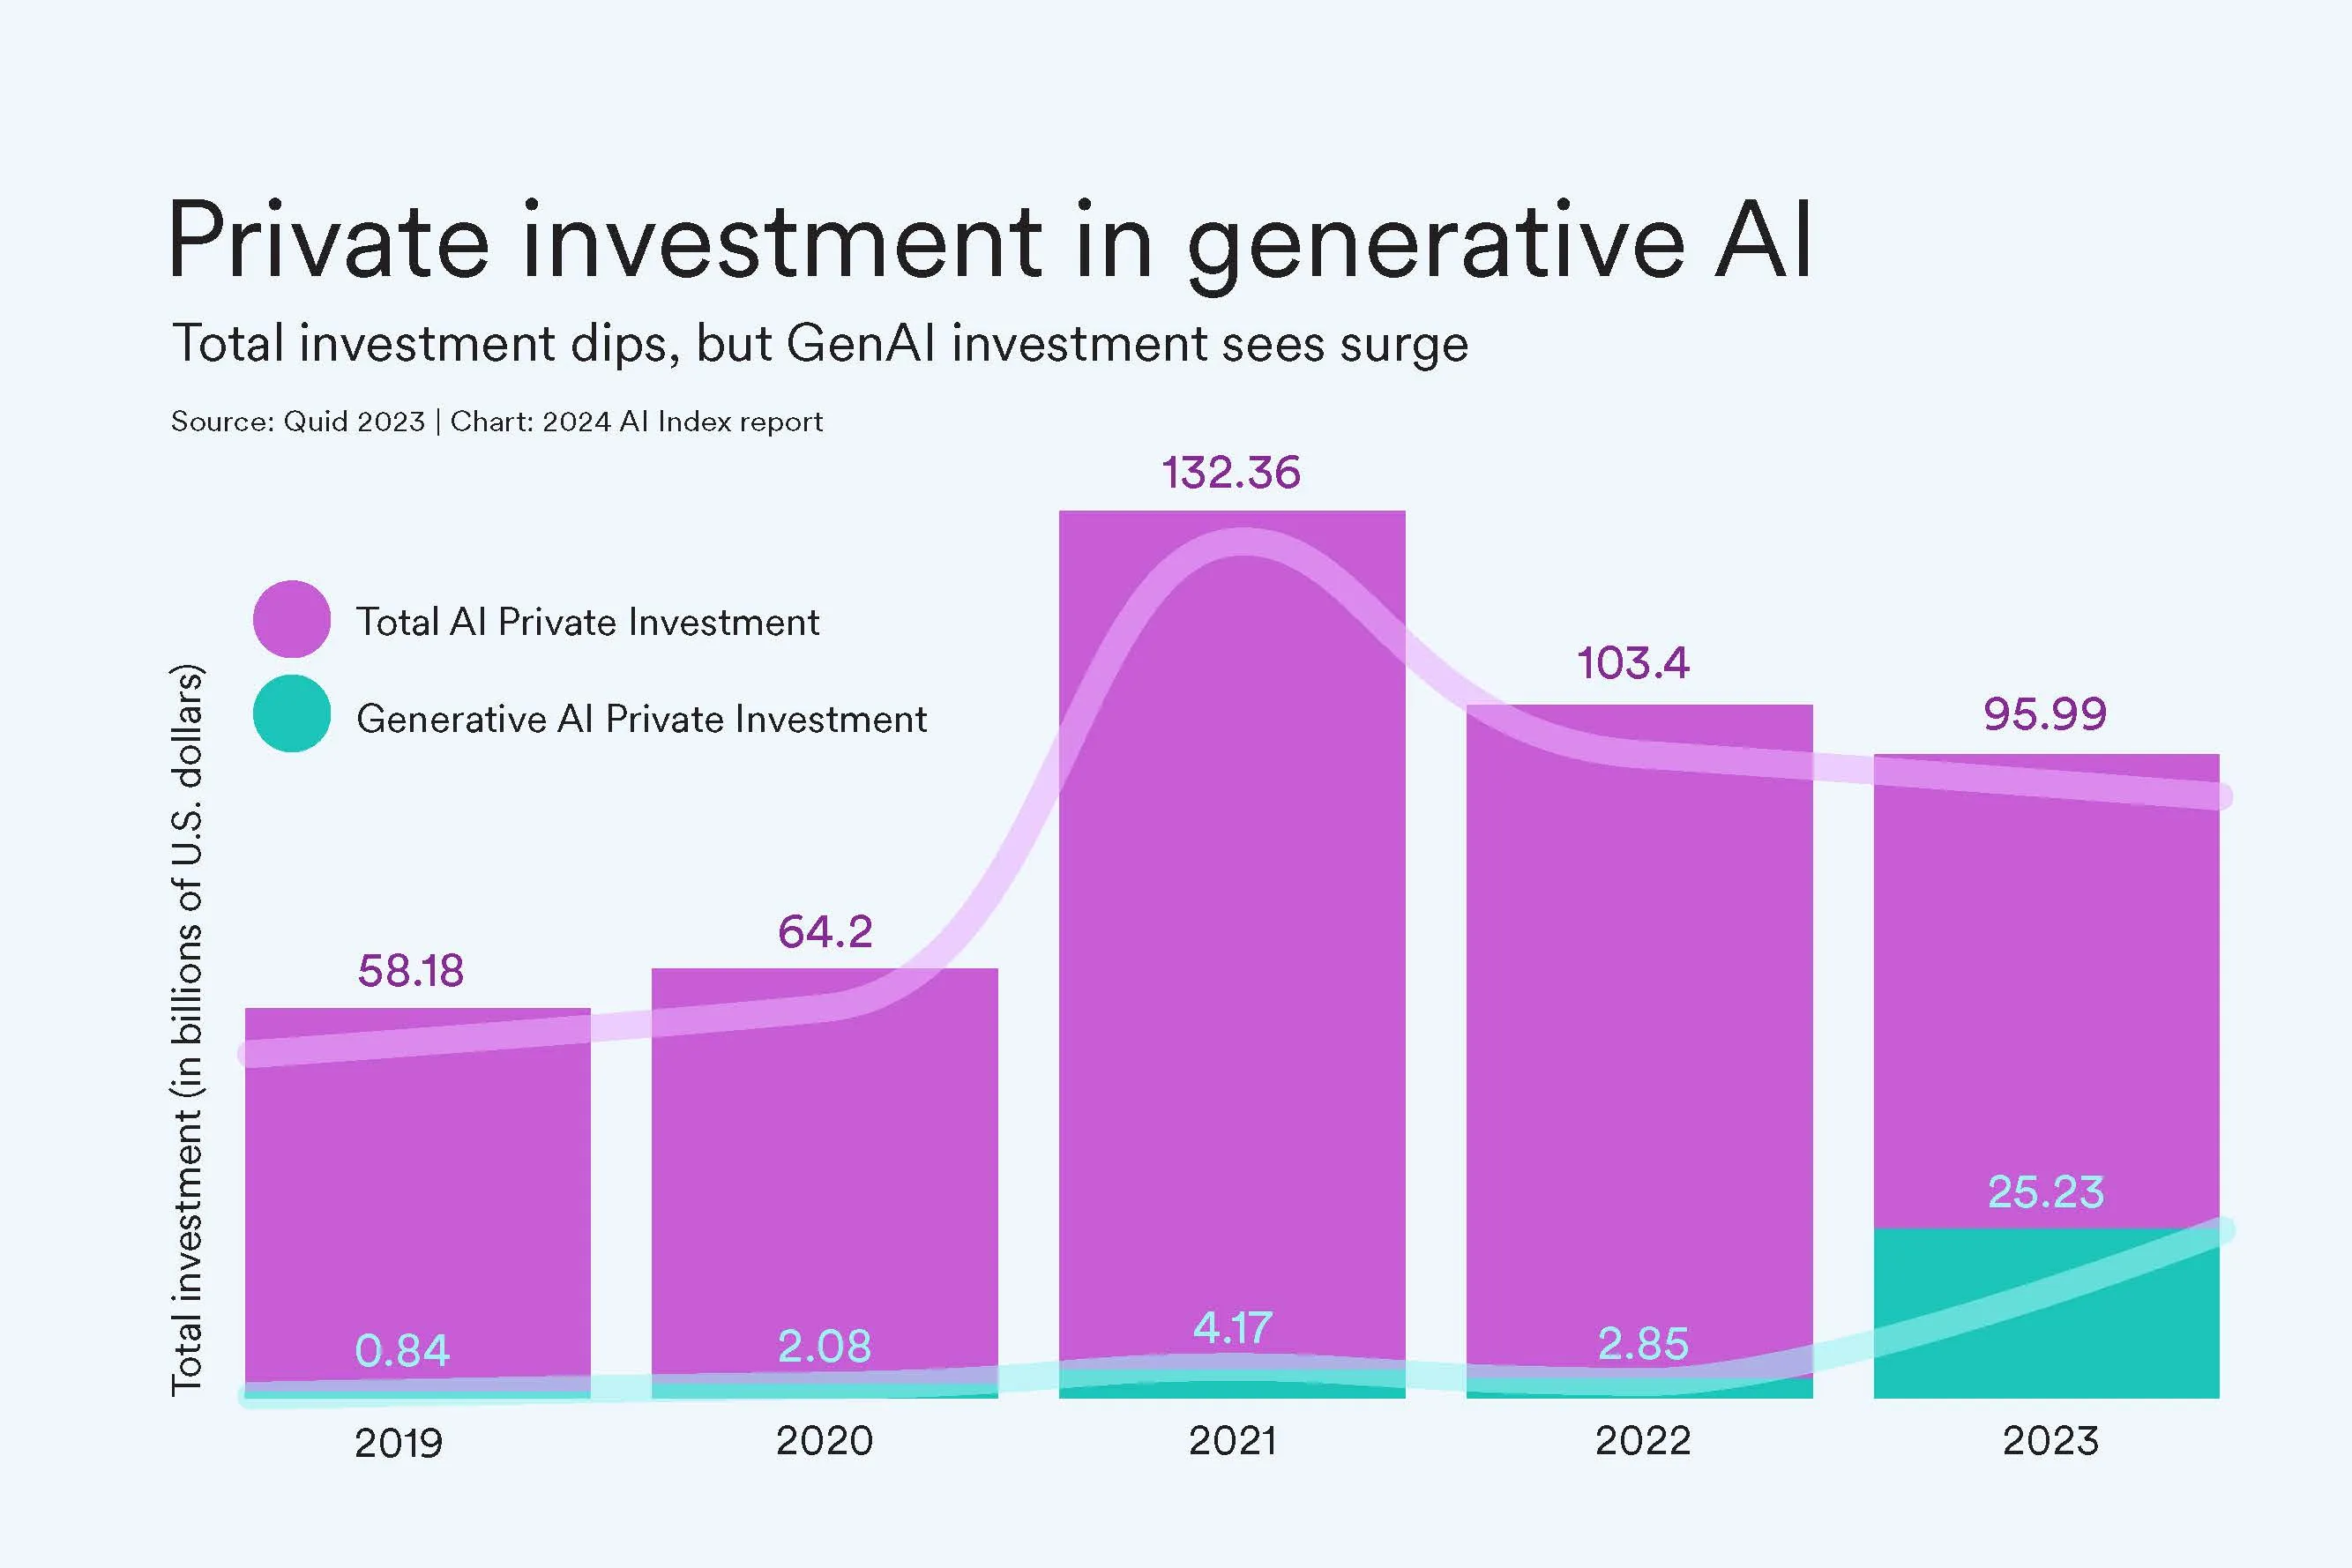 Private investment in generative AI
Total investment dips, but GenAI investment sees surge
Source: Quid 2023 | Chart: 2024 AI Index report
Total AI Private Investment
Generative AI Private Investment
Total investment (in billions of U.S. dollars)
58.18
64.2
132.36
103.4
95.99
0.84
2.08
4.17
2.85
25.23
2019
2020
2021
2022
2023